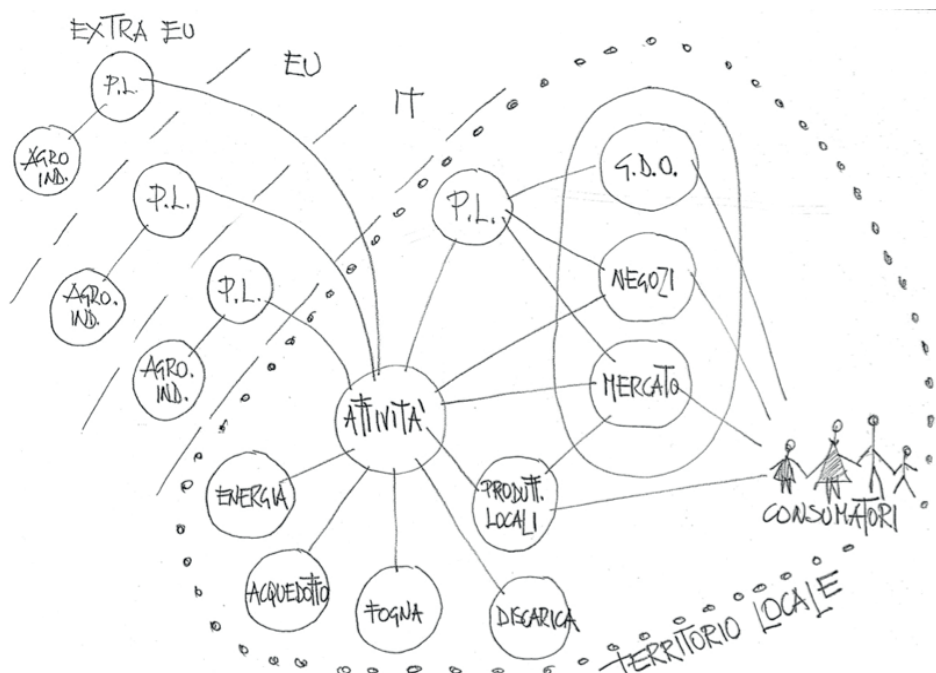 EXTRA EU
EU
IT
P.L.
AGRO
IND.
P.L.
AGRO.
IND.
P.L.
AGRO.
IND.
P.L.
G.D.O.
NEGOZI
MERCATO
ATTIVITA'
ENERGIA
ACQUEDOTTO
FOGNA
DISCARICA
PRODUTT.
LOCALI
CONSUMATORI
TERRITORIO LOCALE